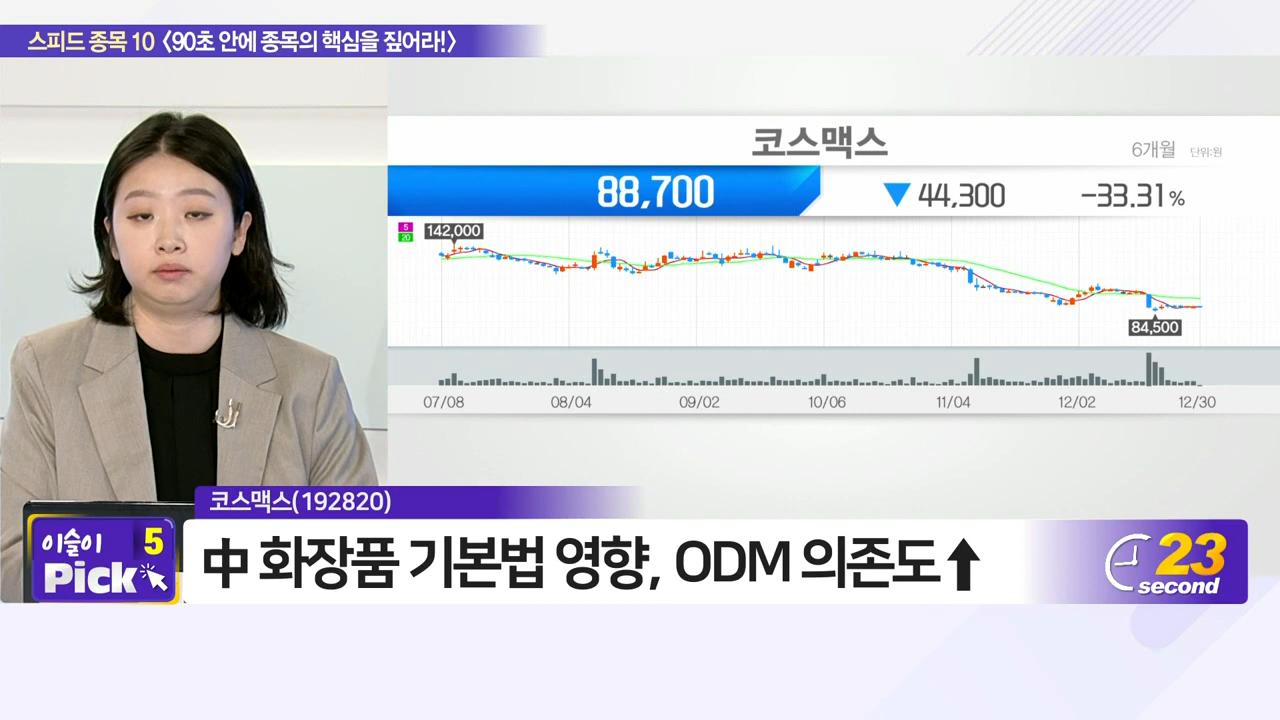 스피드 종목 10 〈90초 안에 종목의 핵심을 짚어라!〉
코스맥스
6개월 단위:원
88,700 ▼ 44,300 -33.31%
5
20
142,000
84,500
07/08 08/04 09/02 10/06 11/04 12/02 12/30
코스맥스(192820)
이슬이 5
Pick
中 화장품 기본법 영향, ODM 의존도↑
23
second